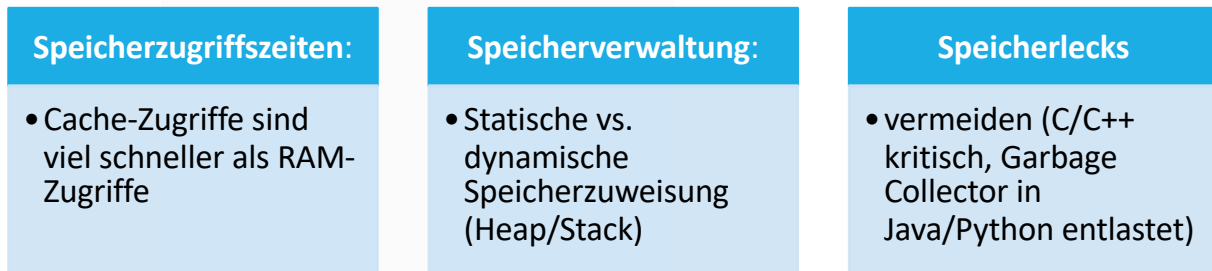 Speicherzugriffszeiten:
• Cache-Zugriffe sind
viel schneller als RAM-
Zugriffe
Speicherverwaltung:
• Statische vs.
dynamische
Speicherzuweisung
(Heap/Stack)
Speicherlecks
• vermeiden (C/C++
kritisch, Garbage
Collector in
Java/Python entlastet)